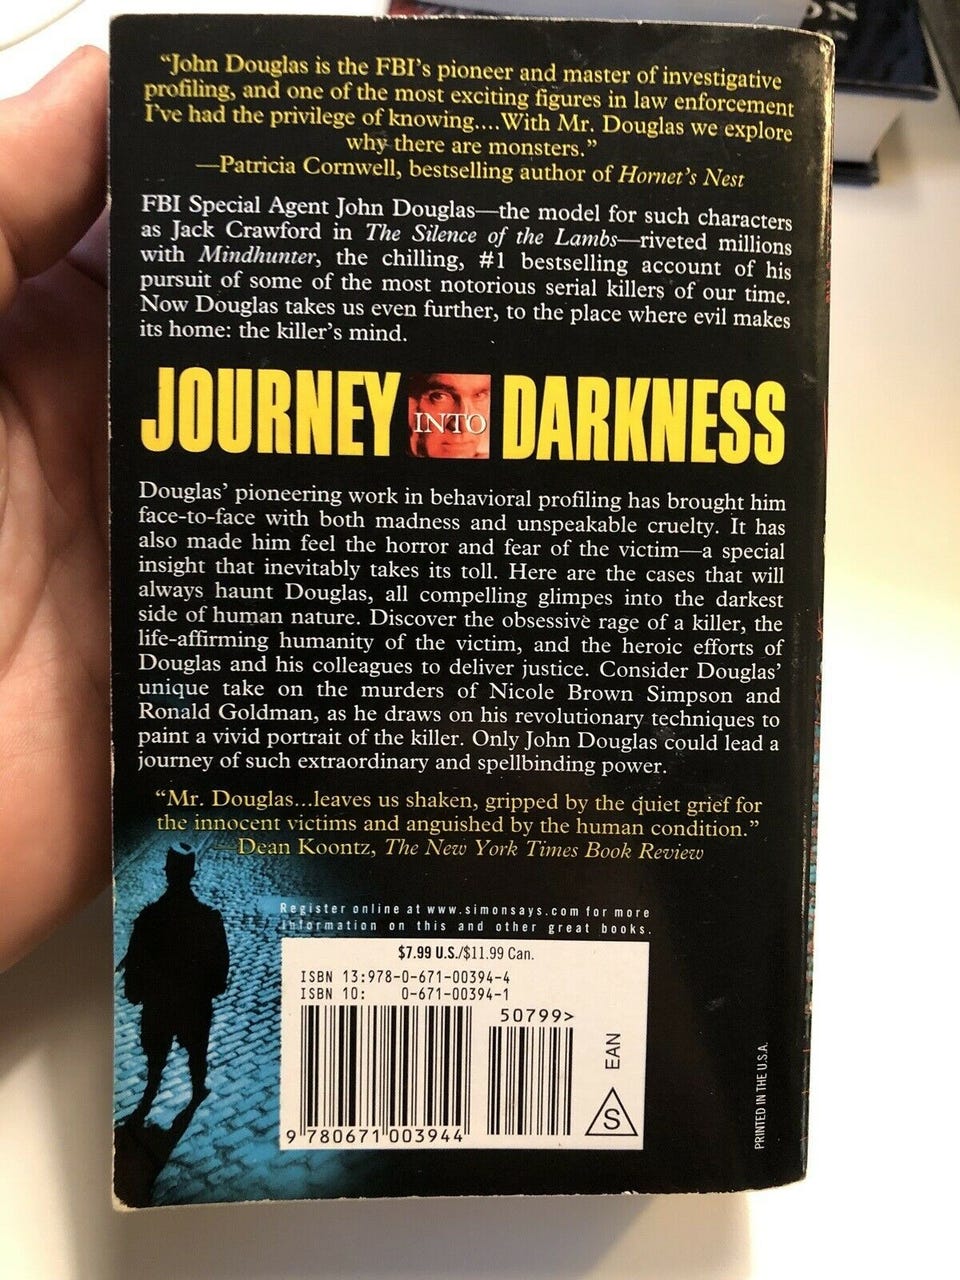 ON
“John Douglas is the FBI’s pioneer and master of investigative
profiling, and one of the most exciting figures in law enforcement
I’ve had the privilege of knowing....With Mr. Douglas we explore
why there are monsters.”
—Patricia Cornwell, bestselling author of Hornet’s Nest
FBI Special Agent John Douglas—the model for such characters
as Jack Crawford in The Silence of the Lambs—riveted millions
with Mindhunter, the chilling, #1 bestselling account of his
pursuit of some of the most notorious serial killers of our time.
Now Douglas takes us even further, to the place where evil makes
its home: the killer’s mind.
JOURNEY INTO DARKNESS
Douglas’ pioneering work in behavioral profiling has brought him
face-to-face with both madness and unspeakable cruelty. It has
also made him feel the horror and fear of the victim—a special
insight that inevitably takes its toll. Here are the cases that will
always haunt Douglas, all compelling glimpes into the darkest
side of human nature. Discover the obsessive rage of a killer, the
life-affirming humanity of the victim, and the heroic efforts of
Douglas and his colleagues to deliver justice. Consider Douglas’
unique take on the murders of Nicole Brown Simpson and
Ronald Goldman, as he draws on his revolutionary techniques to
paint a vivid portrait of the killer. Only John Douglas could lead a
journey of such extraordinary and spellbinding power.
“Mr. Douglas...leaves us shaken, gripped by the quiet grief for
the innocent victims and anguished by the human condition.”
—Dean Koontz, The New York Times Book Review
Register online at www.simonsays.com for more
information on this and other great books.
$7.99 U.S./$11.99 Can.
ISBN 13:978-0-671-00394-4
ISBN 10: 0-671-00394-1
50799>
EAN
S
9 780671 003944
PRINTED IN THE U.S.A.